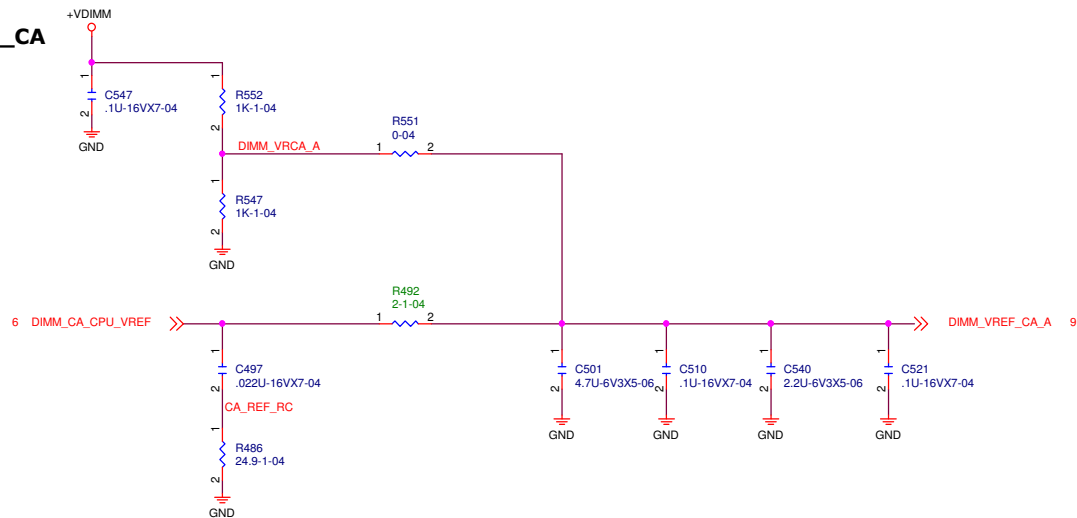 +VDIMM
_CA
1
C547
.1U-16VX7-04
2
GND
1
R552
1K-1-04
2
DIMM_VRCA_A
R551
0-04
1
2
1
R547
1K-1-04
2
GND
R492
2-1-04
6 DIMM_CA_CPU_VREF
1
2
DIMM_VREF_CA_A 9
1
C497
.022U-16VX7-04
2
CA_REF_RC
1
R486
24.9-1-04
2
GND
1
C501
4.7U-6V3X5-06
2
GND
1
C510
.1U-16VX7-04
2
GND
1
C540
2.2U-6V3X5-06
2
GND
1
C521
.1U-16VX7-04
2
GND